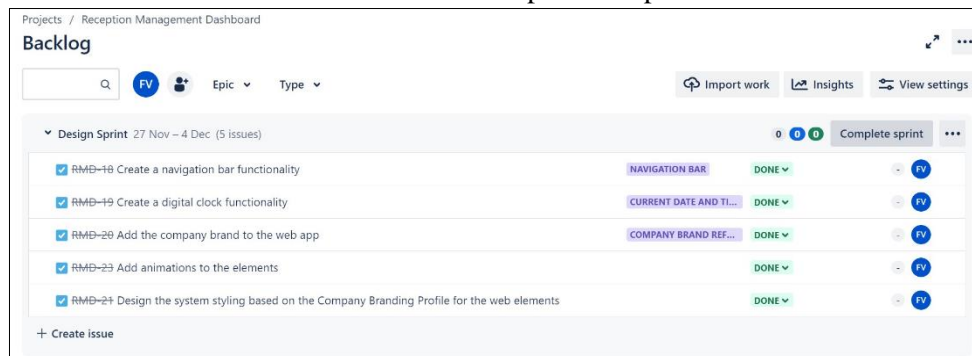 Projects / Reception Management Dashboard
Backlog
FV Epic Type Import work Insights View settings
Design Sprint 27 Nov – 4 Dec (5 issues) 0 0 0 Complete sprint
RMD-18 Create a navigation bar functionality NAVIGATION BAR DONE - FV
RMD-19 Create a digital clock functionality CURRENT DATE AND TI... DONE - FV
RMD-20 Add the company brand to the web app COMPANY BRAND REF... DONE - FV
RMD-23 Add animations to the elements DONE - FV
RMD-21 Design the system styling based on the Company Branding Profile for the web elements DONE - FV
+ Create issue